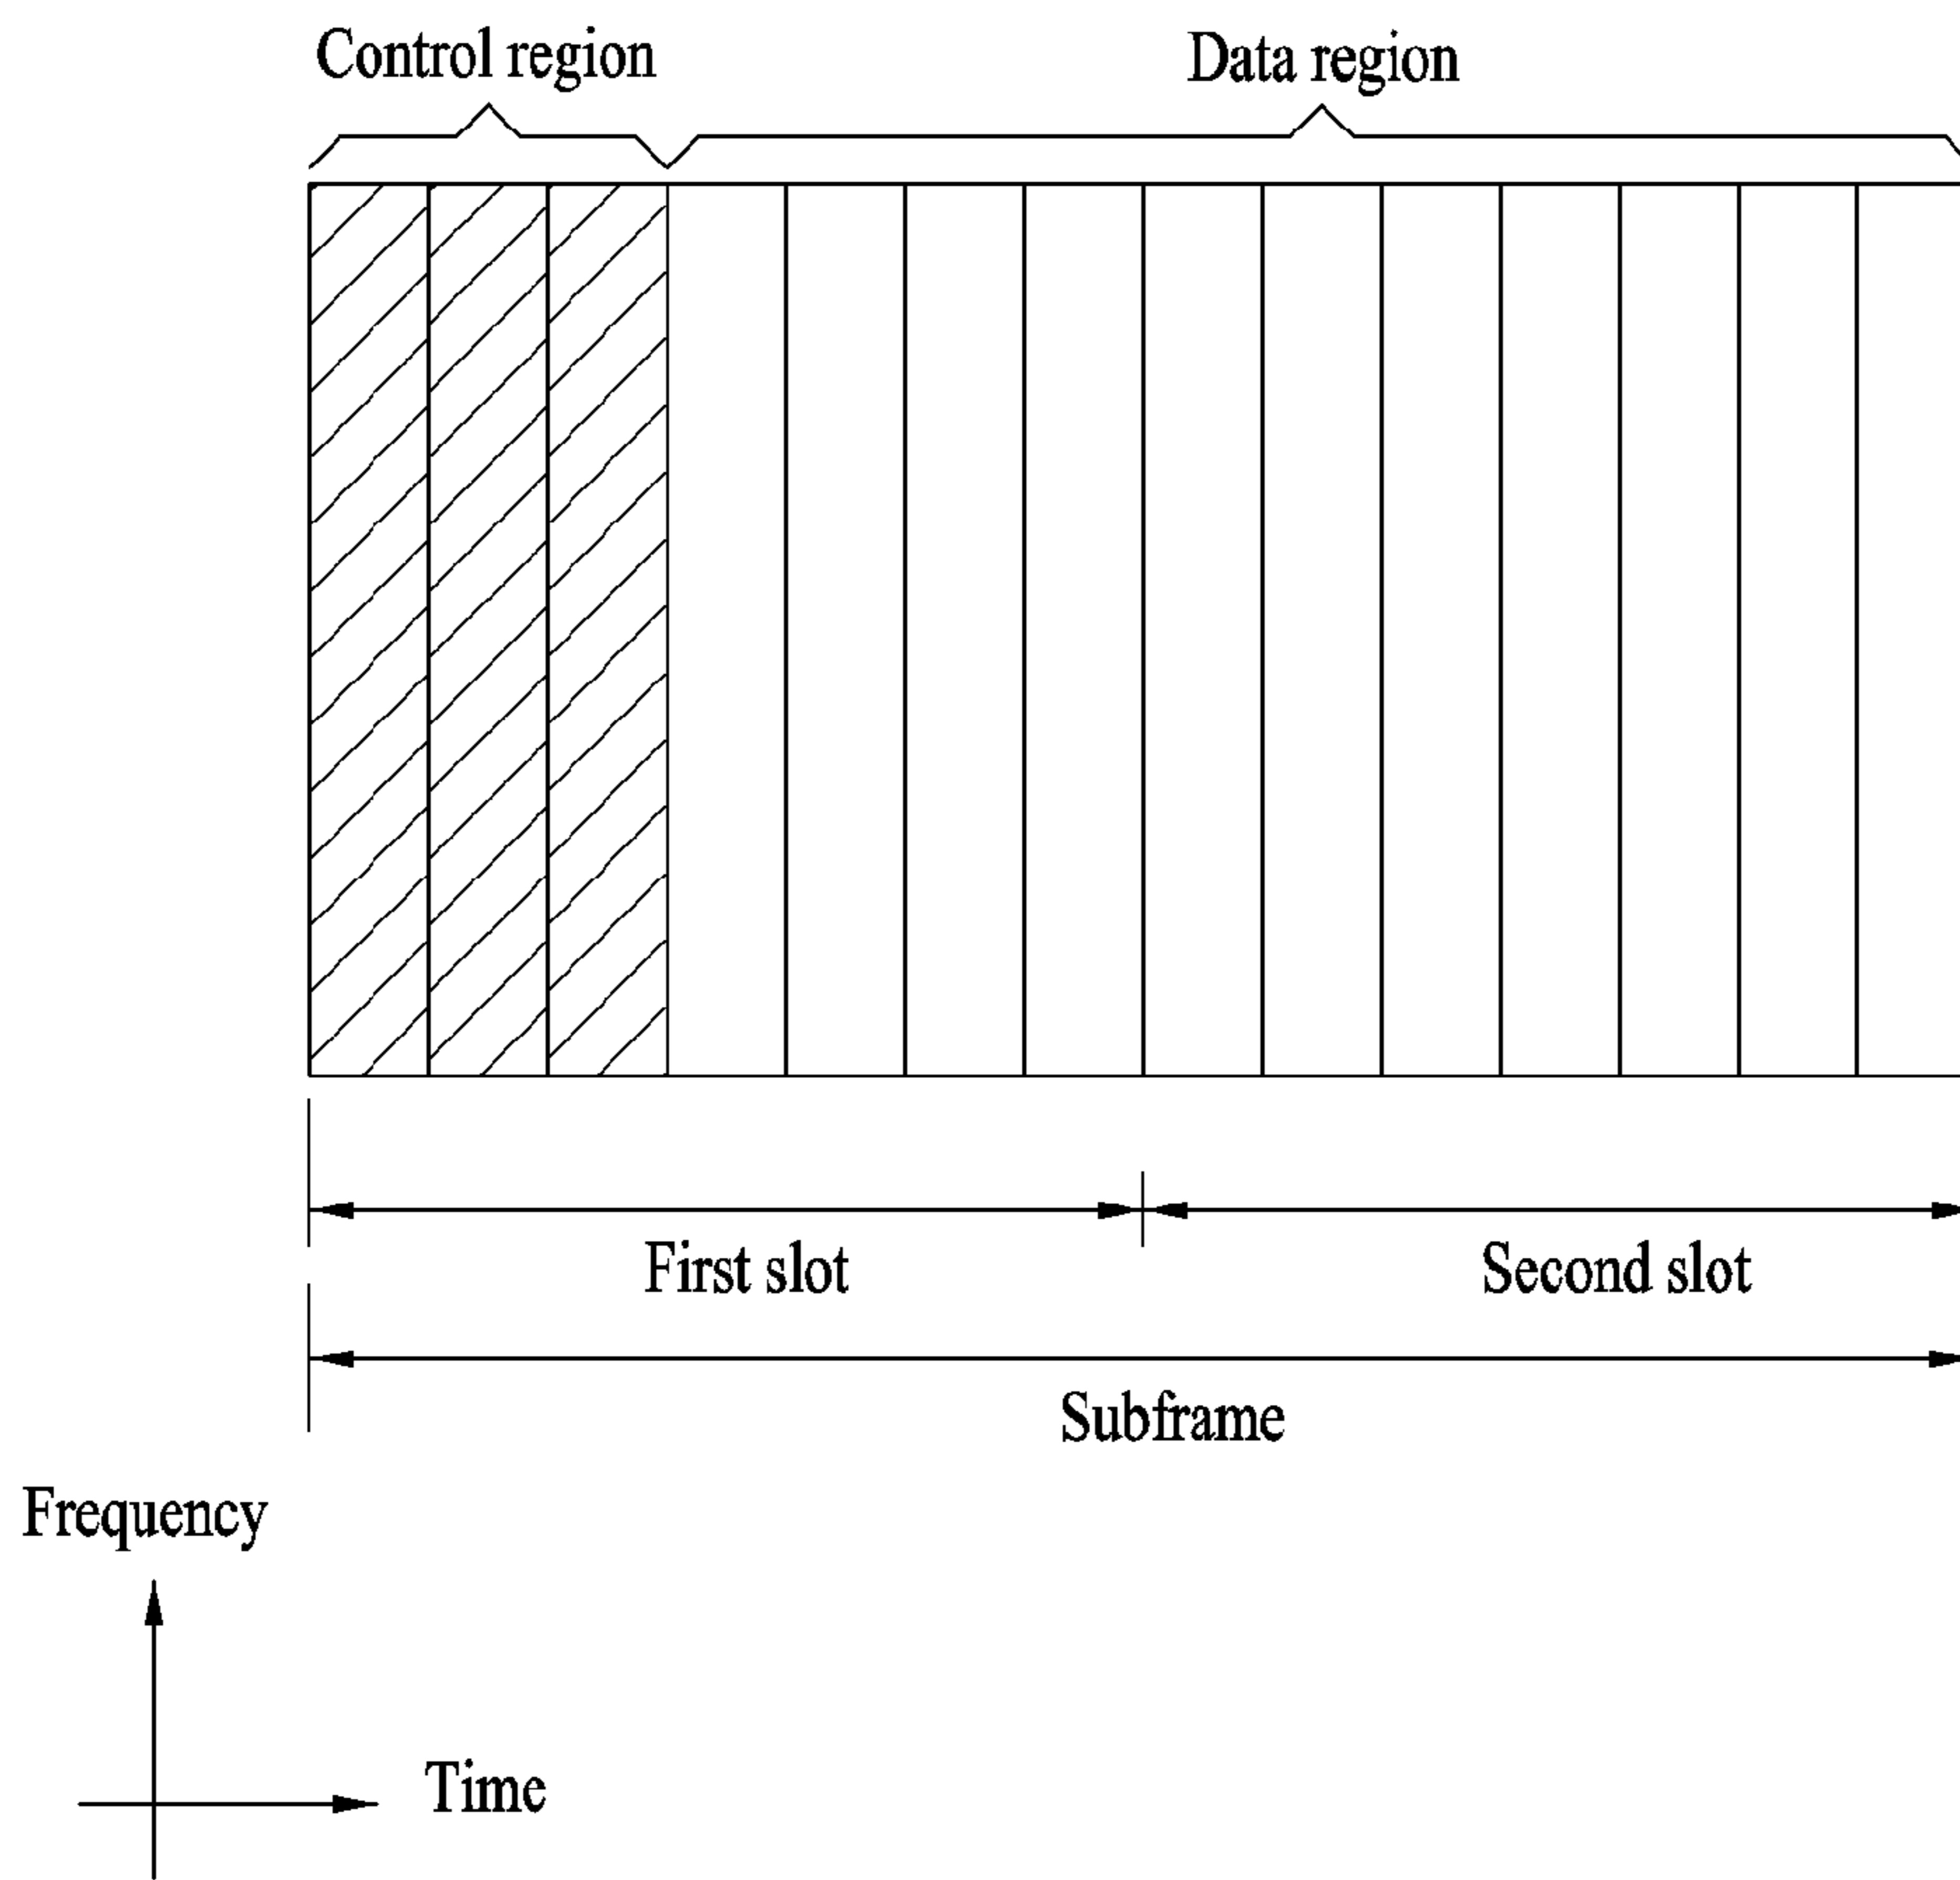 Control region
Data region
First slot
Second slot
Subframe
Frequency
Time